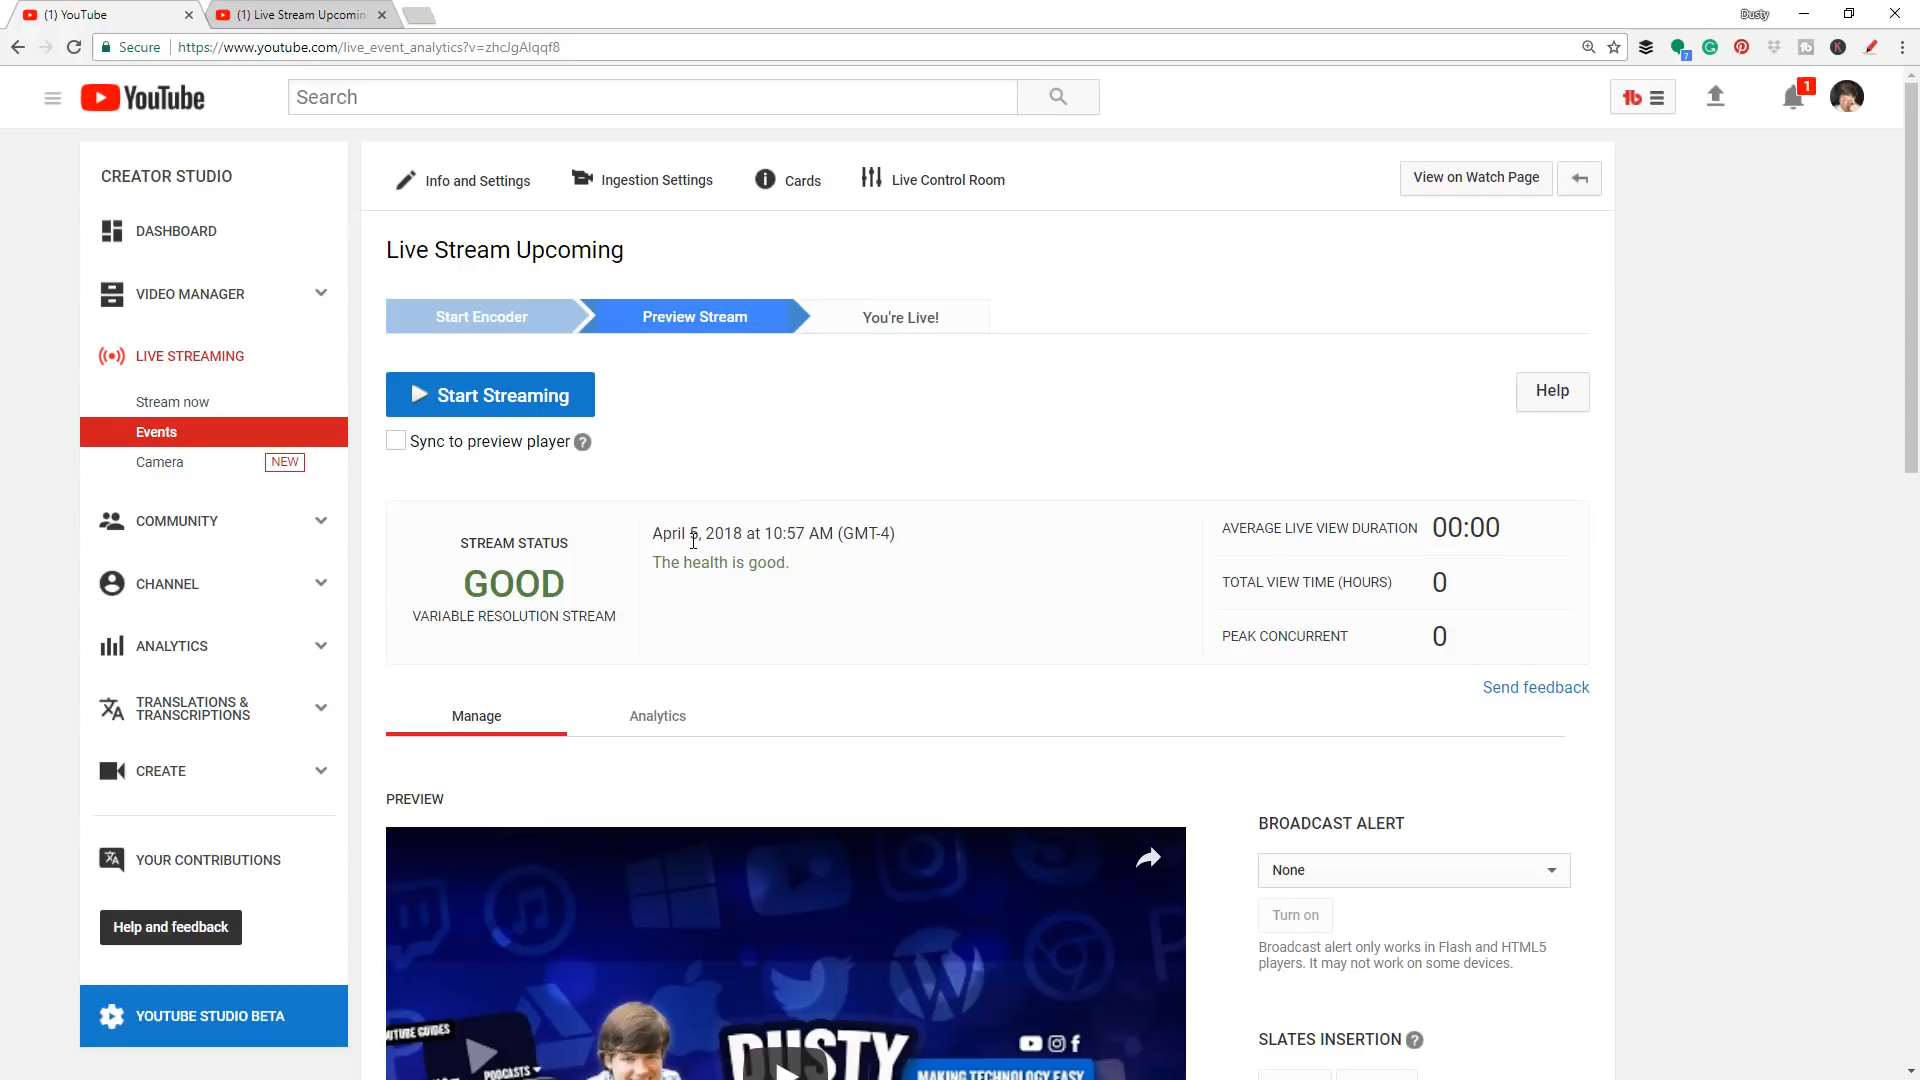 (1) YouTube
(1) Live Stream Upcomin
Dusty
Secure
https://www.youtube.com/live_event_analytics?v=zhcJgAlqqf8
7
YouTube
Search
1
CREATOR STUDIO
DASHBOARD
VIDEO MANAGER
LIVE STREAMING
Stream now
Events
Camera
NEW
COMMUNITY
CHANNEL
ANALYTICS
TRANSLATIONS &
TRANSCRIPTIONS
CREATE
YOUR CONTRIBUTIONS
Help and feedback
YOUTUBE STUDIO BETA
Info and Settings
Ingestion Settings
Cards
Live Control Room
View on Watch Page
Live Stream Upcoming
Start Encoder
Preview Stream
You're Live!
Start Streaming
Help
Sync to preview player ?
STREAM STATUS
GOOD
VARIABLE RESOLUTION STREAM
April 5, 2018 at 10:57 AM (GMT-4)
The health is good.
AVERAGE LIVE VIEW DURATION 00:00
TOTAL VIEW TIME (HOURS) 0
PEAK CONCURRENT 0
Send feedback
Manage
Analytics
PREVIEW
PODCASTS
DUSTY
MAKING TECHNOLOGY EASY
BROADCAST ALERT
None
Turn on
Broadcast alert only works in Flash and HTML5
players. It may not work on some devices.
SLATES INSERTION ?